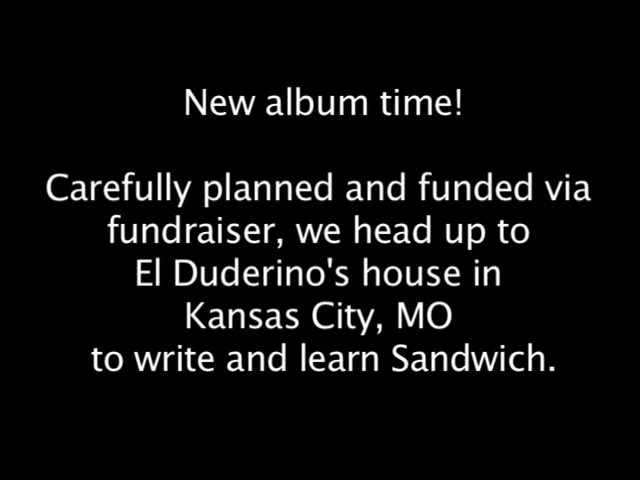 New album time!
Carefully planned and funded via
fundraiser, we head up to
El Duderino's house in
Kansas City, MO
to write and learn Sandwich.